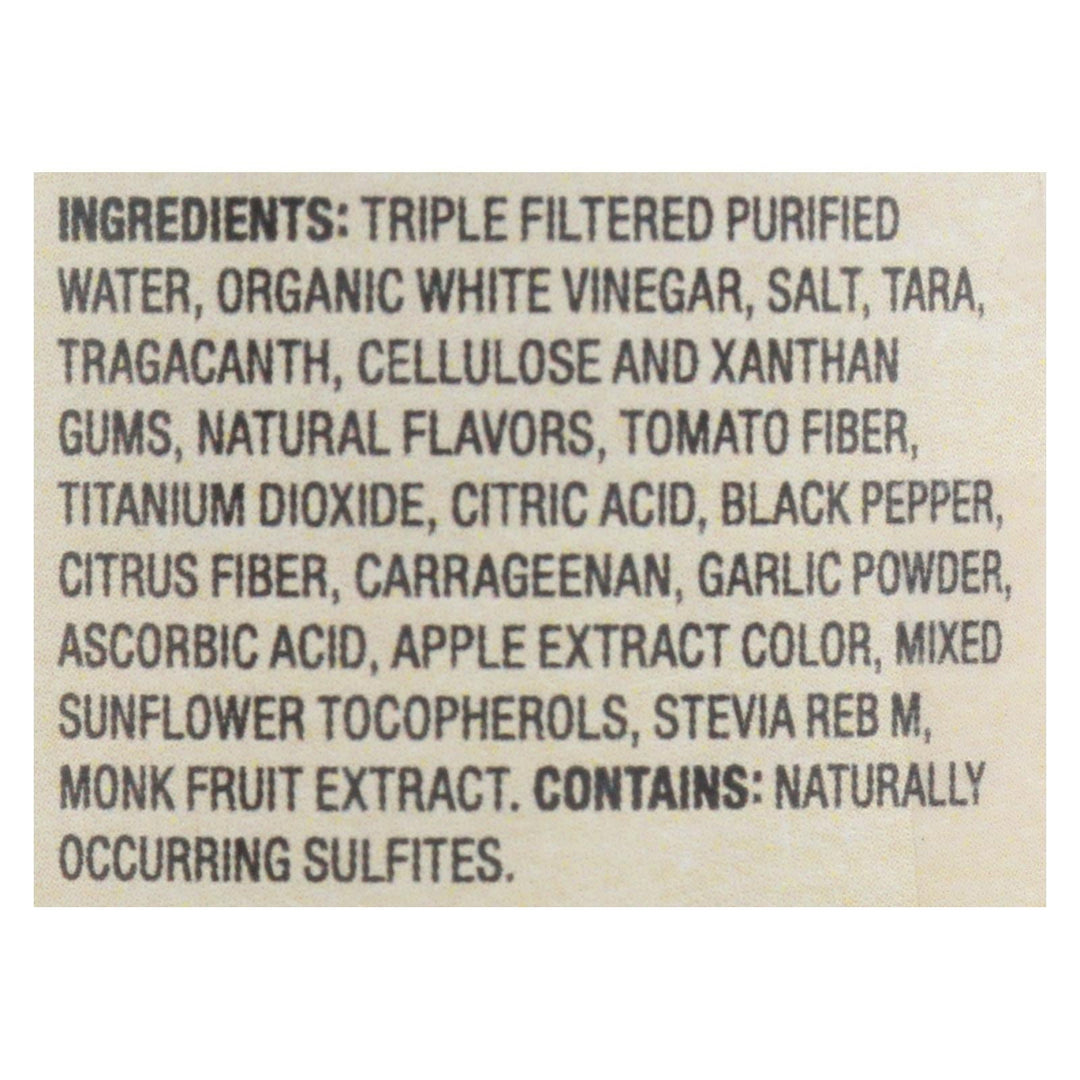 INGREDIENTS: TRIPLE FILTERED PURIFIED
WATER, ORGANIC WHITE VINEGAR, SALT, TARA,
TRAGACANTH, CELLULOSE AND XANTHAN
GUMS, NATURAL FLAVORS, TOMATO FIBER,
TITANIUM DIOXIDE, CITRIC ACID, BLACK PEPPER,
CITRUS FIBER, CARRAGEENAN, GARLIC POWDER,
ASCORBIC ACID, APPLE EXTRACT COLOR, MIXED
SUNFLOWER TOCOPHEROLS, STEVIA REB M,
MONK FRUIT EXTRACT. CONTAINS: NATURALLY
OCCURRING SULFITES.